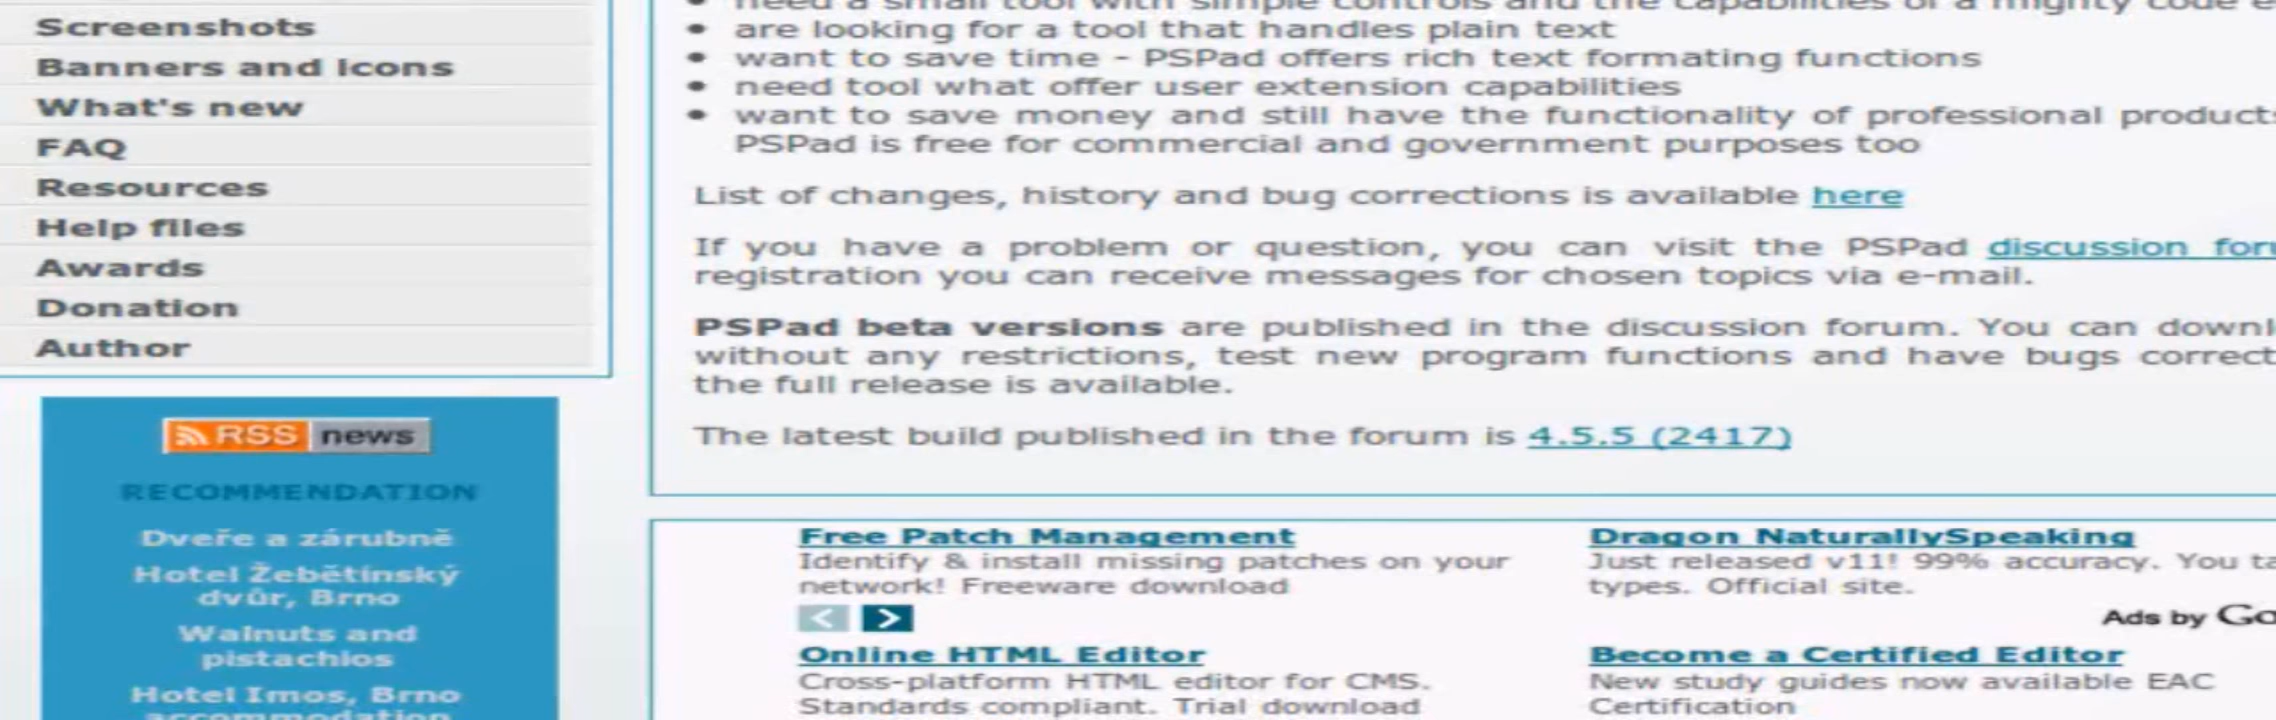 Screenshots
Banners and Icons
What's new
FAQ
Resources
Help files
Awards
Donation
Author
RSS news
RECOMMENDATION
Dveře a zárubně
Hotel Žebětínský
dvůr, Brno
Walnuts and
pistachios
Hotel Imos, Brno
accommodation
need a small tool with simple controls and the capabilities of a mighty code
• are looking for a tool that handles plain text
• want to save time - PSPad offers rich text formating functions
• need tool what offer user extension capabilities
• want to save money and still have the functionality of professional products
PSPad is free for commercial and government purposes too
List of changes, history and bug corrections is available here
If you have a problem or question, you can visit the PSPad discussion
registration you can receive messages for chosen topics via e-mail.
PSPad beta versions are published in the discussion forum. You can
without any restrictions, test new program functions and have bugs
the full release is available.
The latest build published in the forum is 4.5.5 (2417)
Free Patch Management
Identify & install missing patches on your
network! Freeware download
Dragon NaturallySpeaking
Just released v11! 99% accuracy. You
types. Official site.
Ads by
Online HTML Editor
Cross-platform HTML editor for CMS.
Standards compliant. Trial download
Become a Certified Editor
New study guides now available EAC
Certification